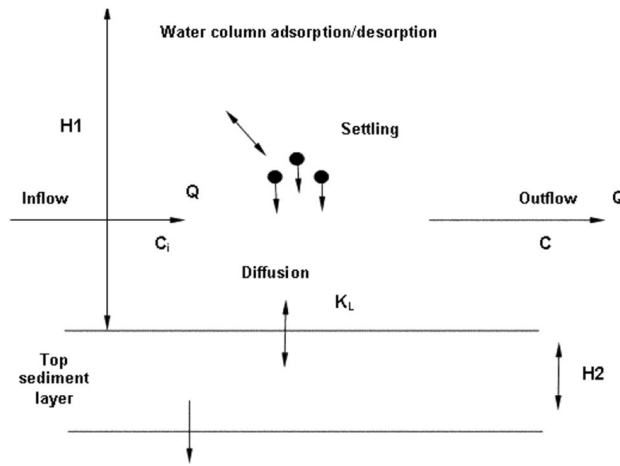 Water column adsorption/desorption
H1
Settling
Inflow
Q
Outflow
Q
Ci
C
Diffusion
KL
Top
sediment
layer
H2